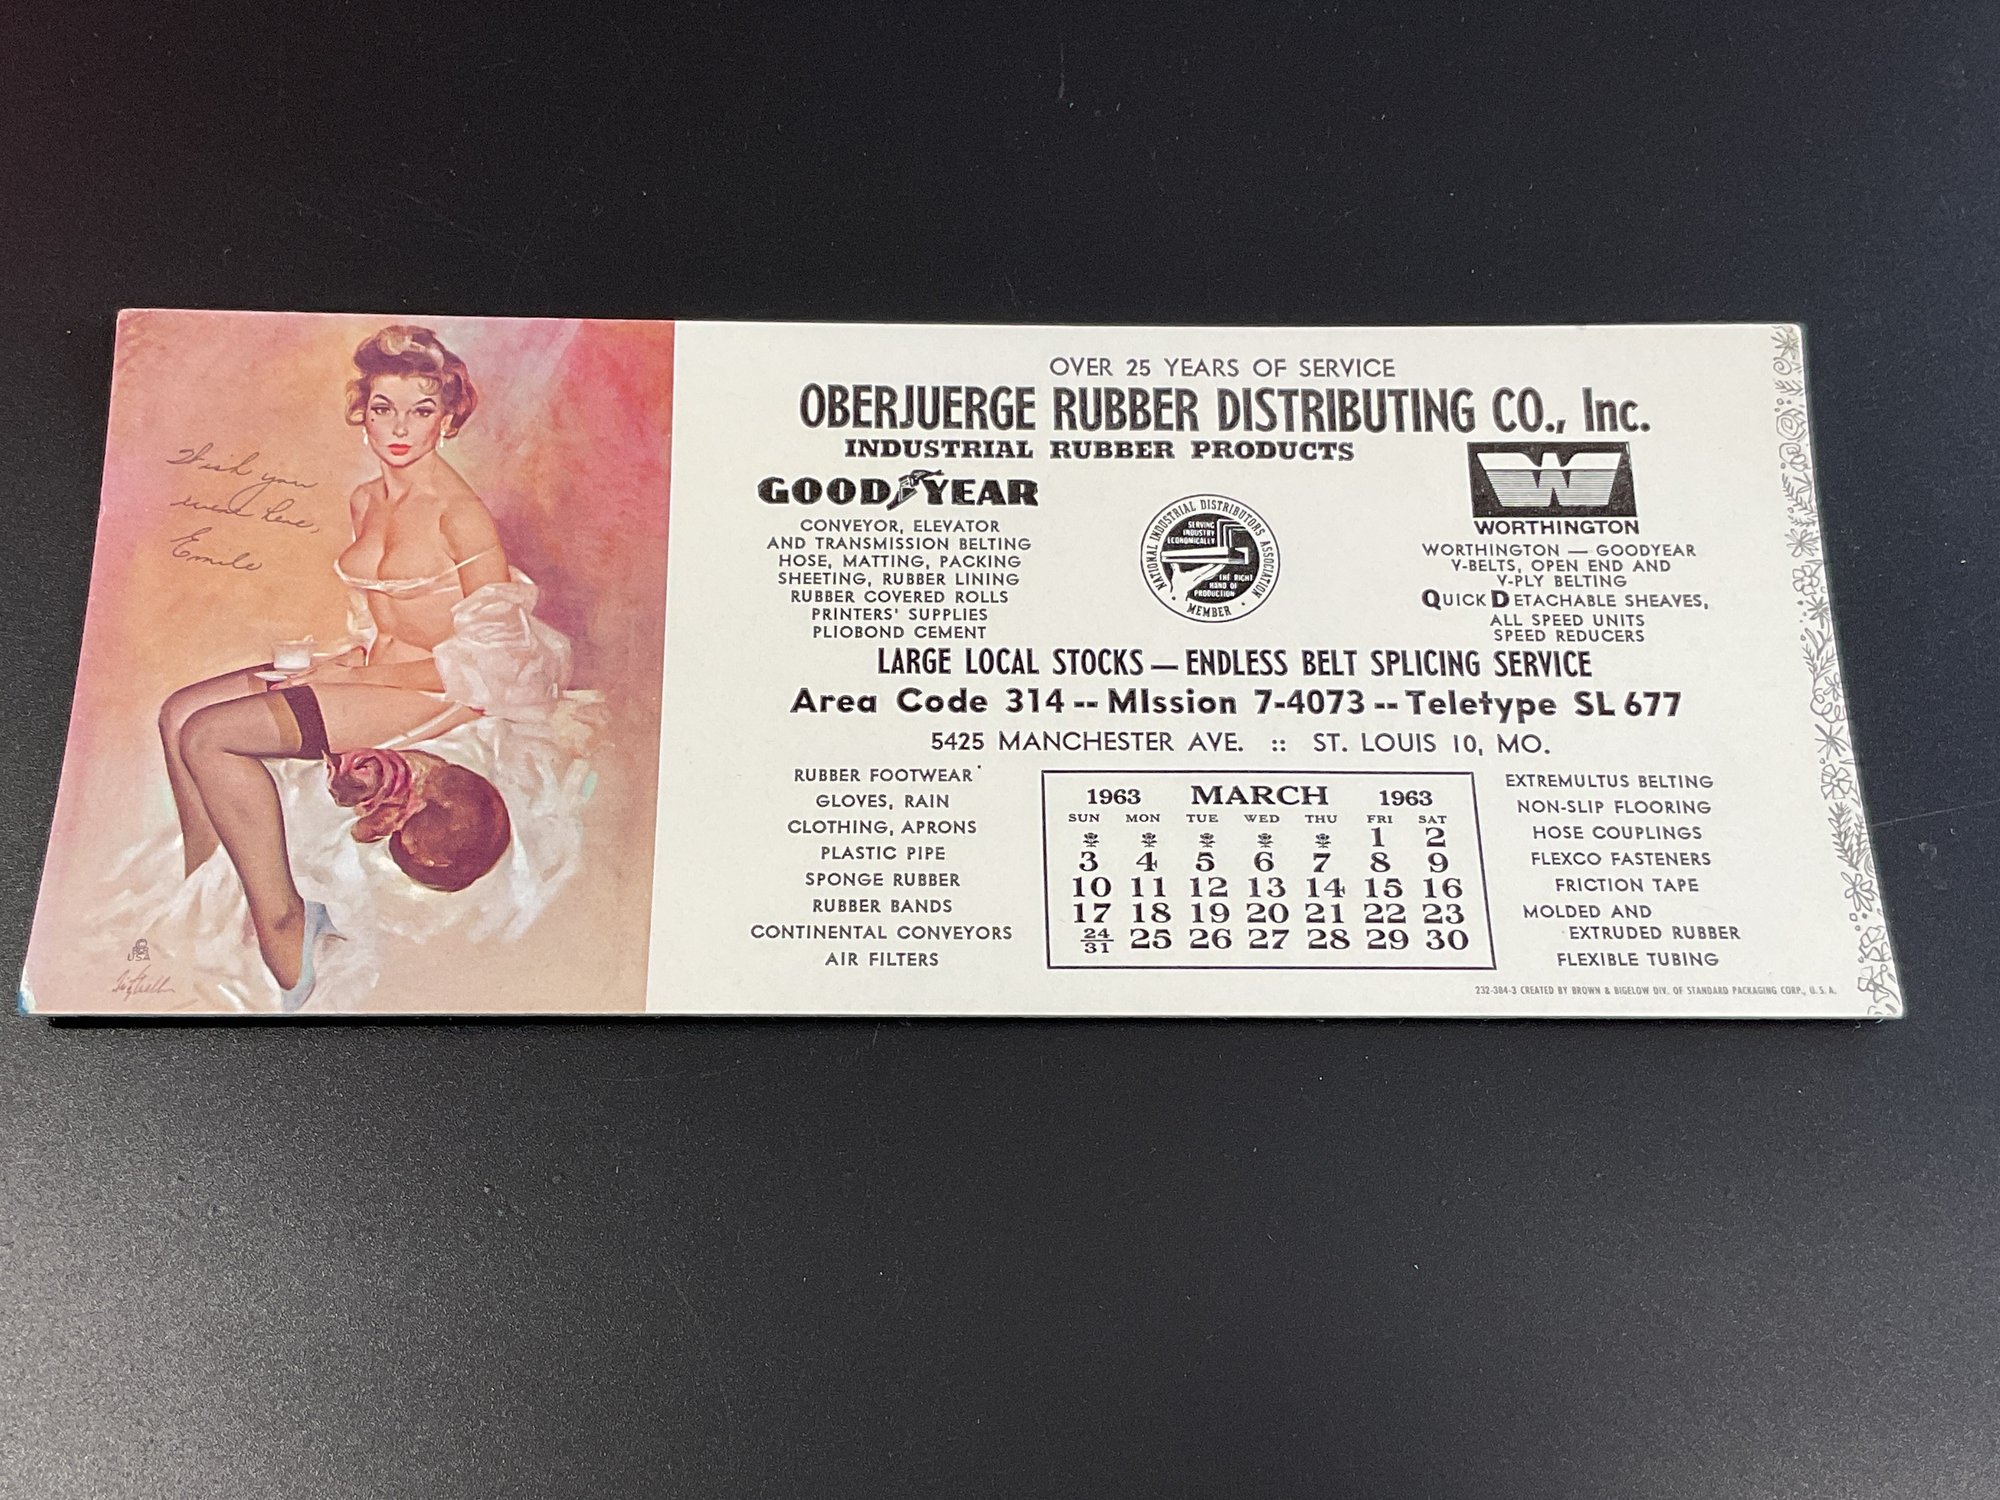 Wish you
were here,
Emile
USA
OVER 25 YEARS OF SERVICE
OBERJUERGE RUBBER DISTRIBUTING CO., Inc.
INDUSTRIAL RUBBER PRODUCTS
GOODYEAR
CONVEYOR, ELEVATOR
AND TRANSMISSION BELTING
HOSE, MATTING, PACKING
SHEETING, RUBBER LINING
RUBBER COVERED ROLLS
PRINTERS' SUPPLIES
PLIOBOND CEMENT
NATIONAL INDUSTRIAL DISTRIBUTORS ASSOCIATION
• MEMBER •
SERVING
INDUSTRY
ECONOMICALLY
THE RIGHT
HAND OF
PRODUCTION
W
WORTHINGTON
WORTHINGTON — GOODYEAR
V-BELTS, OPEN END AND
V-PLY BELTING
QUICK DETACHABLE SHEAVES,
ALL SPEED UNITS
SPEED REDUCERS
LARGE LOCAL STOCKS — ENDLESS BELT SPLICING SERVICE
Area Code 314 -- MIssion 7-4073 -- Teletype SL 677
5425 MANCHESTER AVE. :: ST. LOUIS 10, MO.
RUBBER FOOTWEAR
GLOVES, RAIN
CLOTHING, APRONS
PLASTIC PIPE
SPONGE RUBBER
RUBBER BANDS
CONTINENTAL CONVEYORS
AIR FILTERS
1963 MARCH 1963
SUN MON TUE WED THU FRI SAT
1 2
3 4 5 6 7 8 9
10 11 12 13 14 15 16
17 18 19 20 21 22 23
24/31 25 26 27 28 29 30
EXTREMULTUS BELTING
NON-SLIP FLOORING
HOSE COUPLINGS
FLEXCO FASTENERS
FRICTION TAPE
MOLDED AND
EXTRUDED RUBBER
FLEXIBLE TUBING
232-384-3 CREATED BY BROWN & BIGELOW DIV. OF STANDARD PACKAGING CORP., U.S.A.